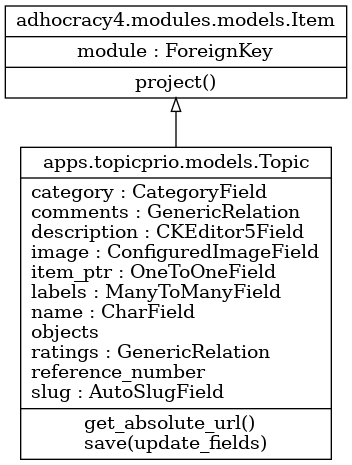 adhocracy4.modules.models.Item
module : ForeignKey
project()
apps.topicprio.models.Topic
category : CategoryField
comments : GenericRelation
description : CKEditor5Field
image : ConfiguredImageField
item_ptr : OneToOneField
labels : ManyToManyField
name : CharField
objects
ratings : GenericRelation
reference_number
slug : AutoSlugField
get_absolute_url()
save(update_fields)